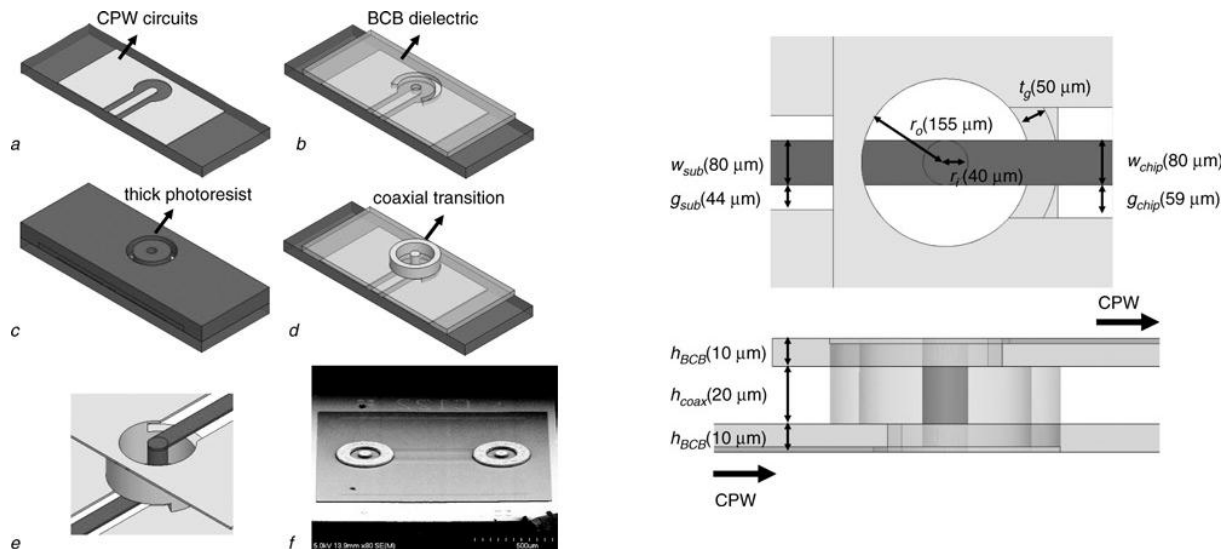 CPW circuits
BCB dielectric
a
b
thick photoresist
coaxial transition
c
d
e
f
5.0kV 13.9mm x80 SE(M)
500µm
t_g(50 µm)
r_o(155 µm)
w_sub(80 µm)
w_chip(80 µm)
r_i(40 µm)
g_sub(44 µm)
g_chip(59 µm)
CPW
h_BCB(10 µm)
h_coax(20 µm)
h_BCB(10 µm)
CPW